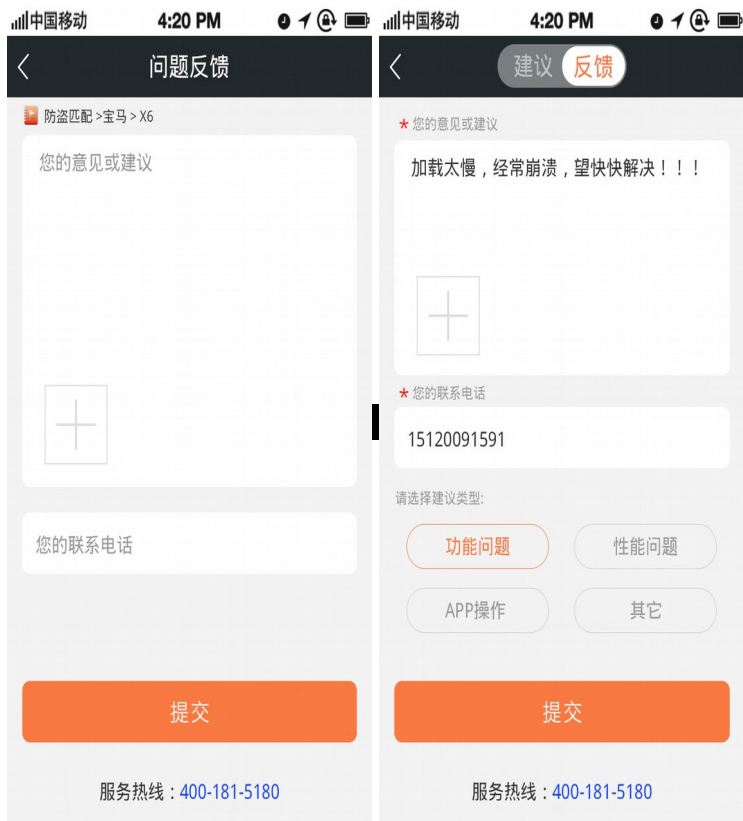 中国移动 4:20 PM
问题反馈
防盗匹配 >宝马 > X6
您的意见或建议
您的联系电话
提交
服务热线：400-181-5180
中国移动 4:20 PM
建议 反馈
* 您的意见或建议
加载太慢，经常崩溃，望快快解决！！！
* 您的联系电话
15120091591
请选择建议类型:
功能问题 性能问题
APP操作 其它
提交
服务热线：400-181-5180